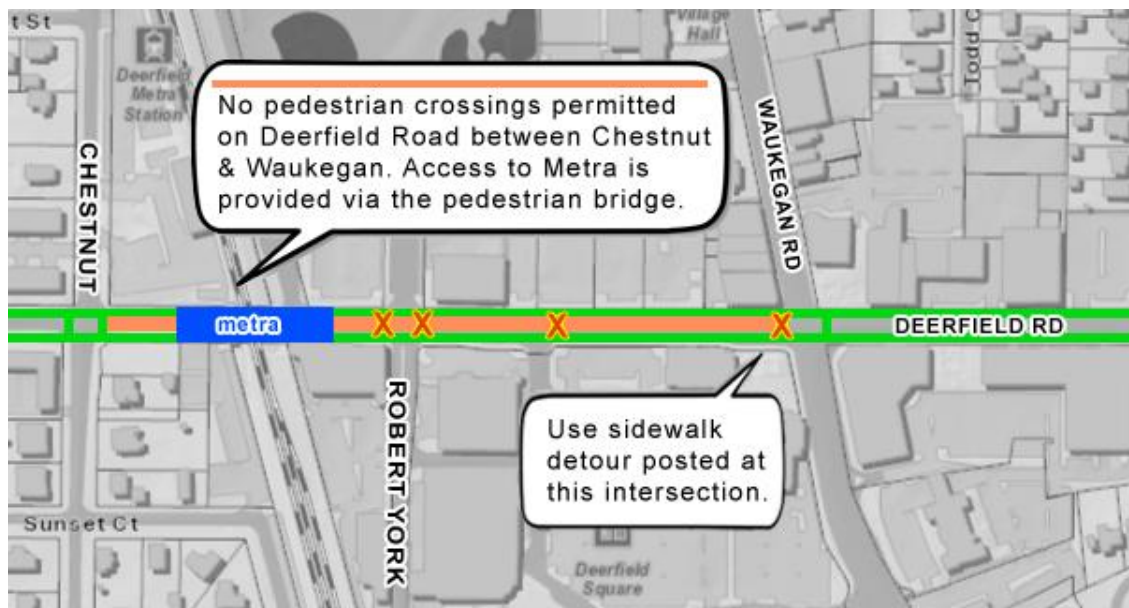 t St
Deerfield
Metra
Station
Village
Hall
Todd C
No pedestrian crossings permitted
on Deerfield Road between Chestnut
& Waukegan. Access to Metra is
provided via the pedestrian bridge.
CHESTNUT
WAUKEGAN RD
metra
X X X X
DEERFIELD RD
ROBERT YORK
Use sidewalk
detour posted at
this intersection.
Sunset Ct
Deerfield
Square